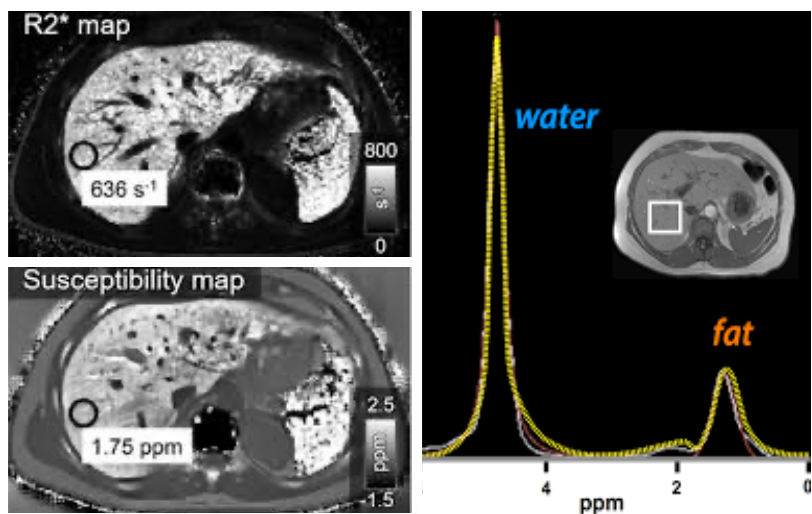 R2* map
636 s⁻¹
800
s⁻¹
0
Susceptibility map
1.75 ppm
2.5
ppm
-1.5
water
fat
4
2
0
ppm